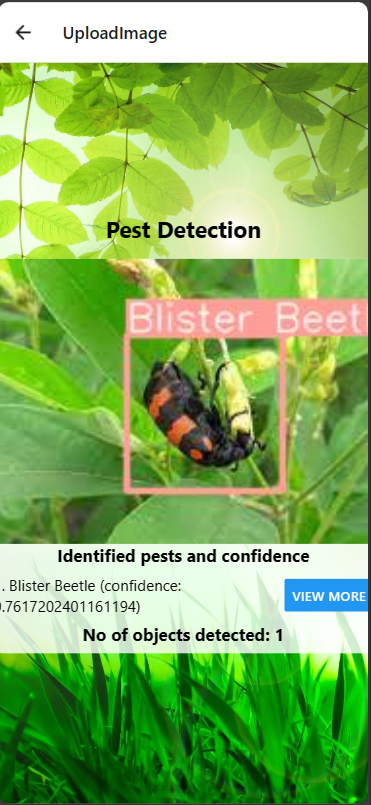 UploadImage
Pest Detection
Blister Beet
Identified pests and confidence
. Blister Beetle (confidence:
.7617202401161194)
VIEW MORE
No of objects detected: 1